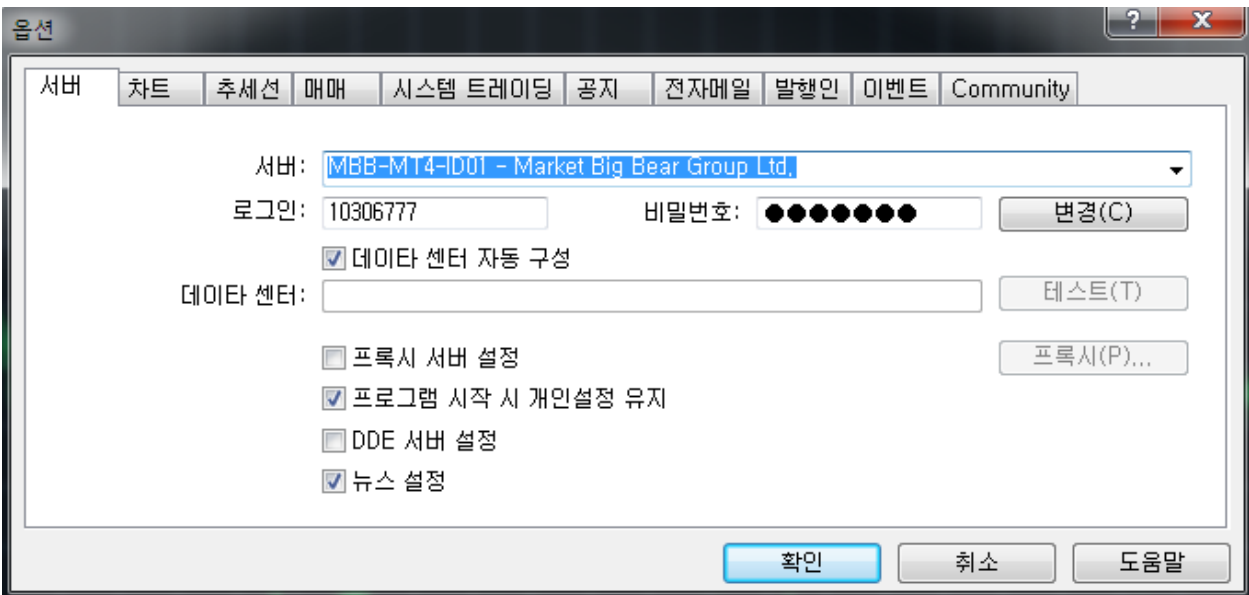 옵션
서버 차트 추세선 매매 시스템 트레이딩 공지 전자메일 발행인 이벤트 Community
서버: MBB-MT4-ID01 - Market Big Bear Group Ltd,
로그인: 10306777 비밀번호: ●●●●●●● 변경(C)
데이타 센터 자동 구성
데이타 센터: 테스트(T)
프록시 서버 설정 프록시(P)...
프로그램 시작 시 개인설정 유지
DDE 서버 설정
뉴스 설정
확인 취소 도움말